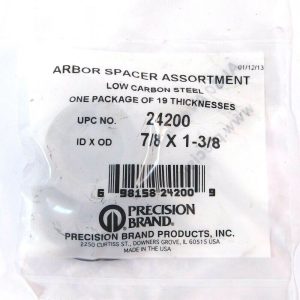 01/12/13
ARBOR SPACER ASSORTMENT
LOW CARBON STEEL
ONE PACKAGE OF 19 THICKNESSES
UPC NO. 24200
ID X OD 7/8 X 1-3/8
6 98158 24200 9
PRECISION
BRAND®
PRECISION BRAND PRODUCTS, INC.
2250 CURTISS ST., DOWNERS GROVE, IL 60515 USA
MADE IN THE USA